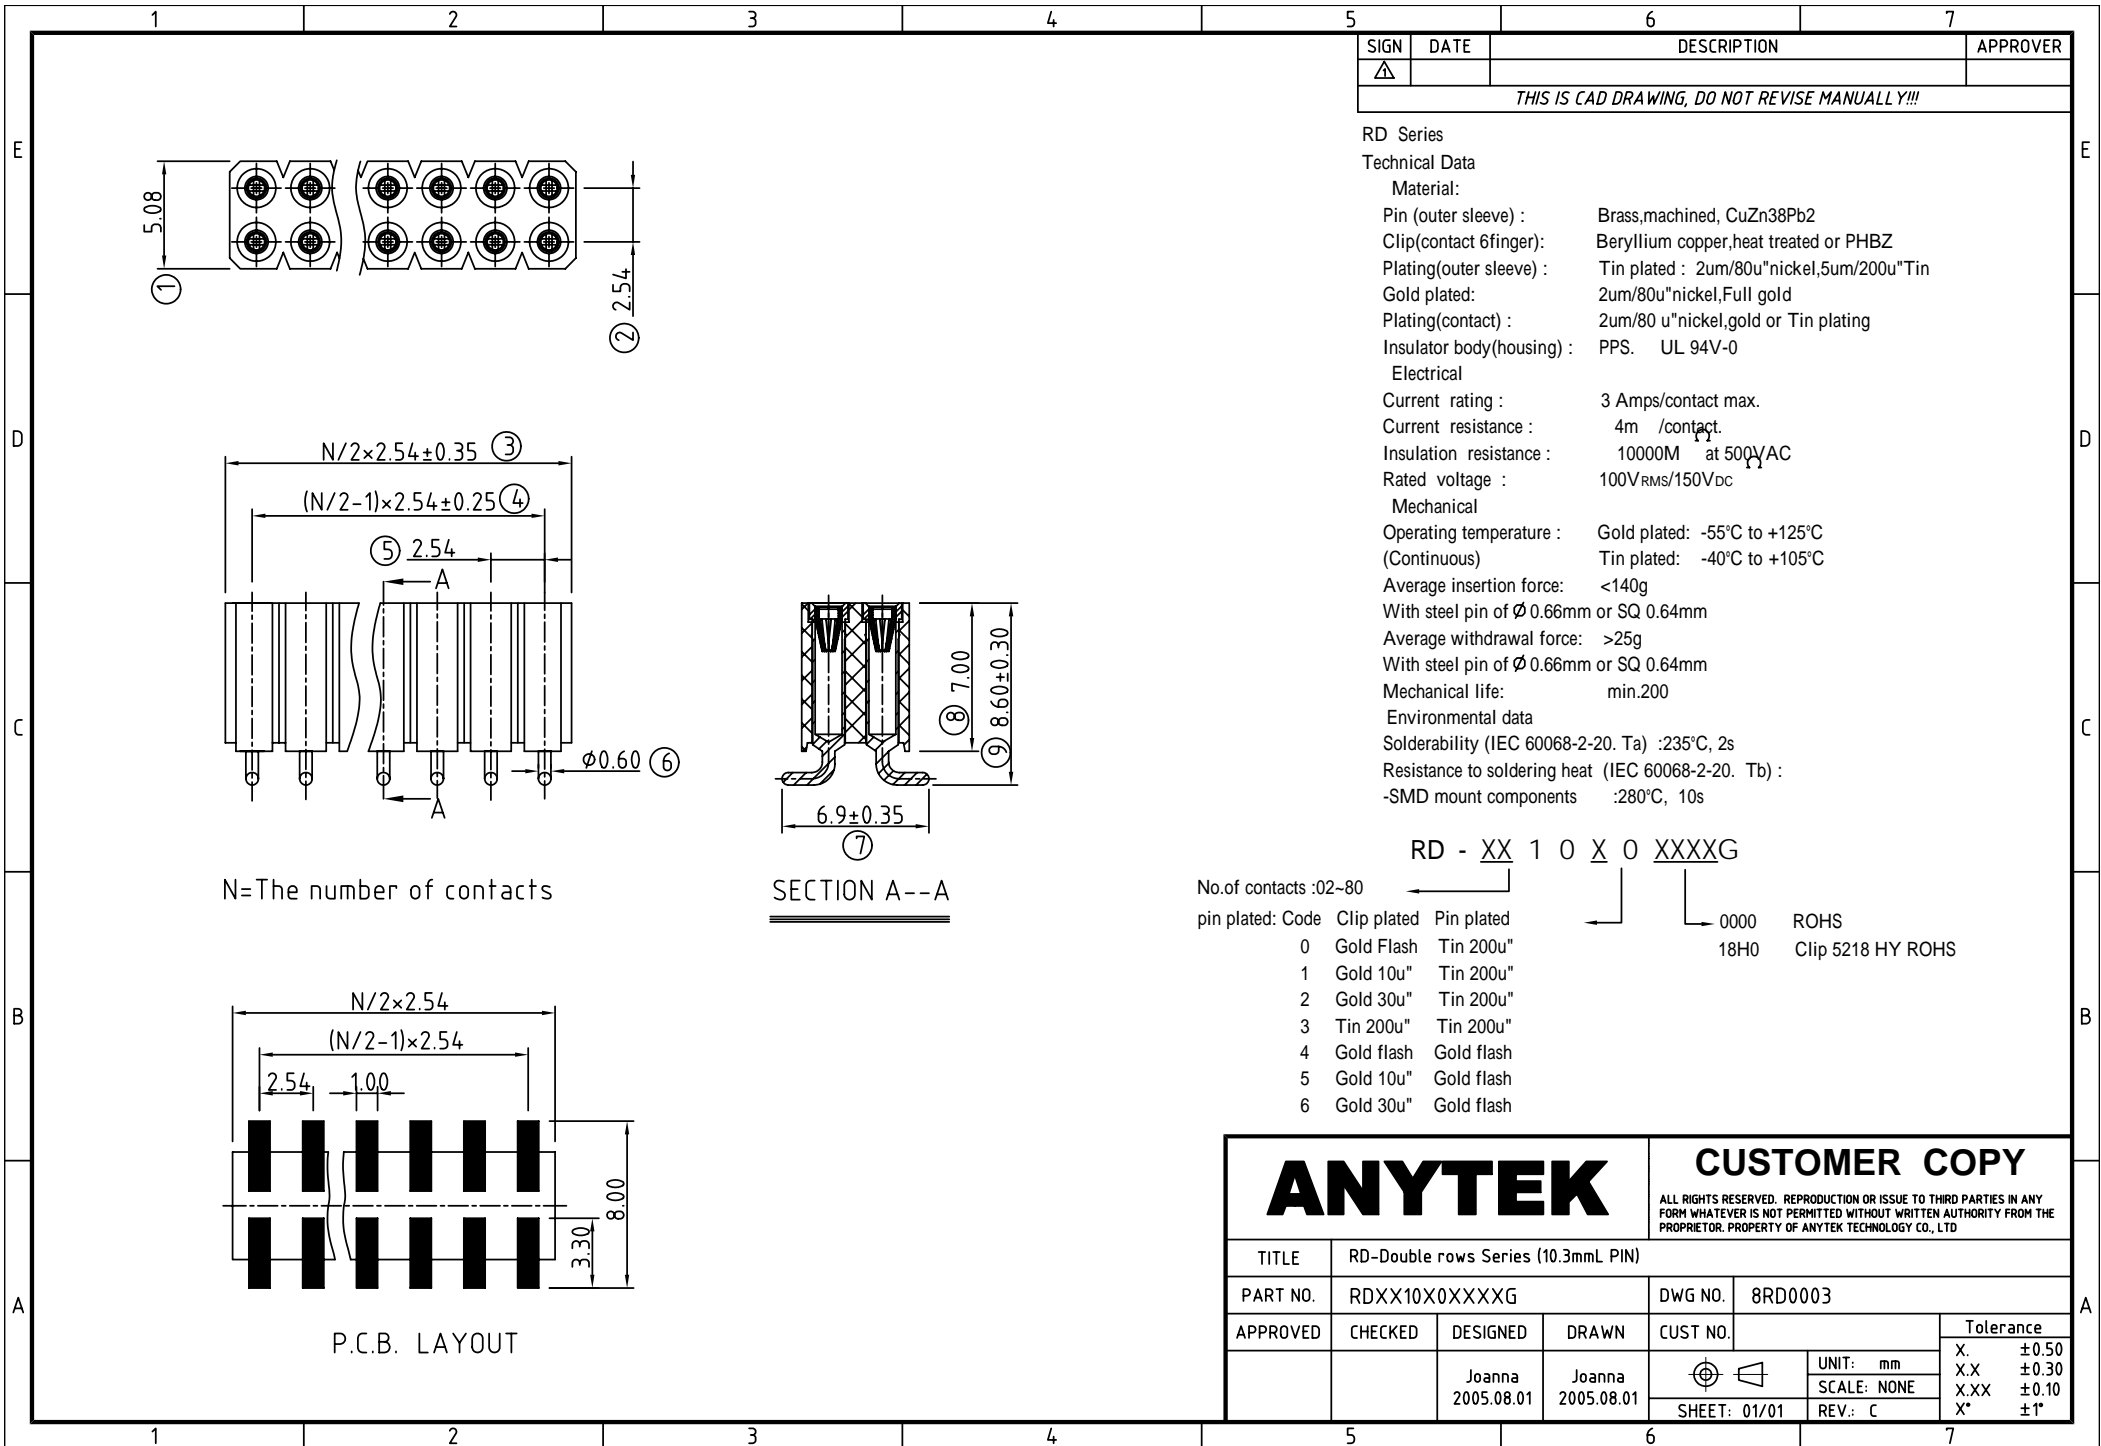 1 2 3 4 5 6 7
SIGN DATE DESCRIPTION APPROVER
1
THIS IS CAD DRAWING, DO NOT REVISE MANUALLY!!!
E E
D D
C C
B B
A A
5.08
①
② 2.54
N/2×2.54±0.35 ③
(N/2-1)×2.54±0.25 ④
⑤ 2.54
A
A
Ø0.60 ⑥
N=The number of contacts
⑧ 7.00
⑨ 8.60±0.30
6.9±0.35
⑦
SECTION A--A
N/2×2.54
(N/2-1)×2.54
2.54 1.00
8.00
3.30
P.C.B. LAYOUT
RD Series
Technical Data
Material:
Pin (outer sleeve) : Brass,machined, CuZn38Pb2
Clip(contact 6finger): Beryllium copper,heat treated or PHBZ
Plating(outer sleeve) : Tin plated : 2um/80u"nickel,5um/200u"Tin
Gold plated: 2um/80u"nickel,Full gold
Plating(contact) : 2um/80 u"nickel,gold or Tin plating
Insulator body(housing) : PPS. UL 94V-0
Electrical
Current rating : 3 Amps/contact max.
Current resistance : 4m /contact.
Ω
Insulation resistance : 10000M at 500VAC
Ω
Rated voltage : 100VRMS/150VDC
Mechanical
Operating temperature : Gold plated: -55°C to +125°C
(Continuous) Tin plated: -40°C to +105°C
Average insertion force: <140g
With steel pin of Ø 0.66mm or SQ 0.64mm
Average withdrawal force: >25g
With steel pin of Ø 0.66mm or SQ 0.64mm
Mechanical life: min.200
Environmental data
Solderability (IEC 60068-2-20. Ta) :235°C, 2s
Resistance to soldering heat (IEC 60068-2-20. Tb) :
-SMD mount components :280°C, 10s
RD - XX 1 0 X 0 XXXXG
No.of contacts :02~80
pin plated: Code Clip plated Pin plated
0 Gold Flash Tin 200u"
1 Gold 10u" Tin 200u"
2 Gold 30u" Tin 200u"
3 Tin 200u" Tin 200u"
4 Gold flash Gold flash
5 Gold 10u" Gold flash
6 Gold 30u" Gold flash
0000 ROHS
18H0 Clip 5218 HY ROHS
ANYTEK
CUSTOMER COPY
ALL RIGHTS RESERVED. REPRODUCTION OR ISSUE TO THIRD PARTIES IN ANY
FORM WHATEVER IS NOT PERMITTED WITHOUT WRITTEN AUTHORITY FROM THE
PROPRIETOR. PROPERTY OF ANYTEK TECHNOLOGY CO., LTD
TITLE RD-Double rows Series (10.3mmL PIN)
PART NO. RDXX10X0XXXXG DWG NO. 8RD0003
APPROVED CHECKED DESIGNED DRAWN CUST NO.
Joanna
2005.08.01
Joanna
2005.08.01
UNIT: mm
SCALE: NONE
SHEET: 01/01 REV.: C
Tolerance
X. ±0.50
X.X ±0.30
X.XX ±0.10
X° ±1°
1 2 3 4 5 6 7